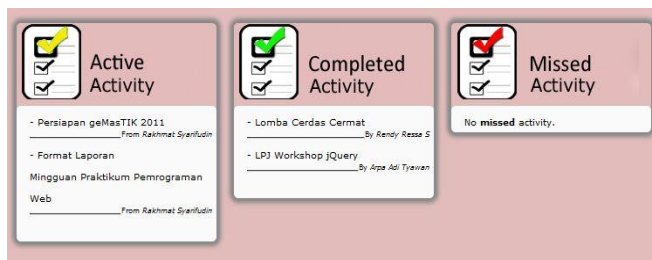 Active
Activity
- Persiapan geMasTIK 2011
From Rakhmat Syarifudin
- Format Laporan
Mingguan Praktikum Pemrograman
Web
From Rakhmat Syarifudin
Completed
Activity
- Lomba Cerdas Cermat
By Rendy Ressa S
- LPJ Workshop jQuery
By Arpa Adi Tyawan
Missed
Activity
No missed activity.